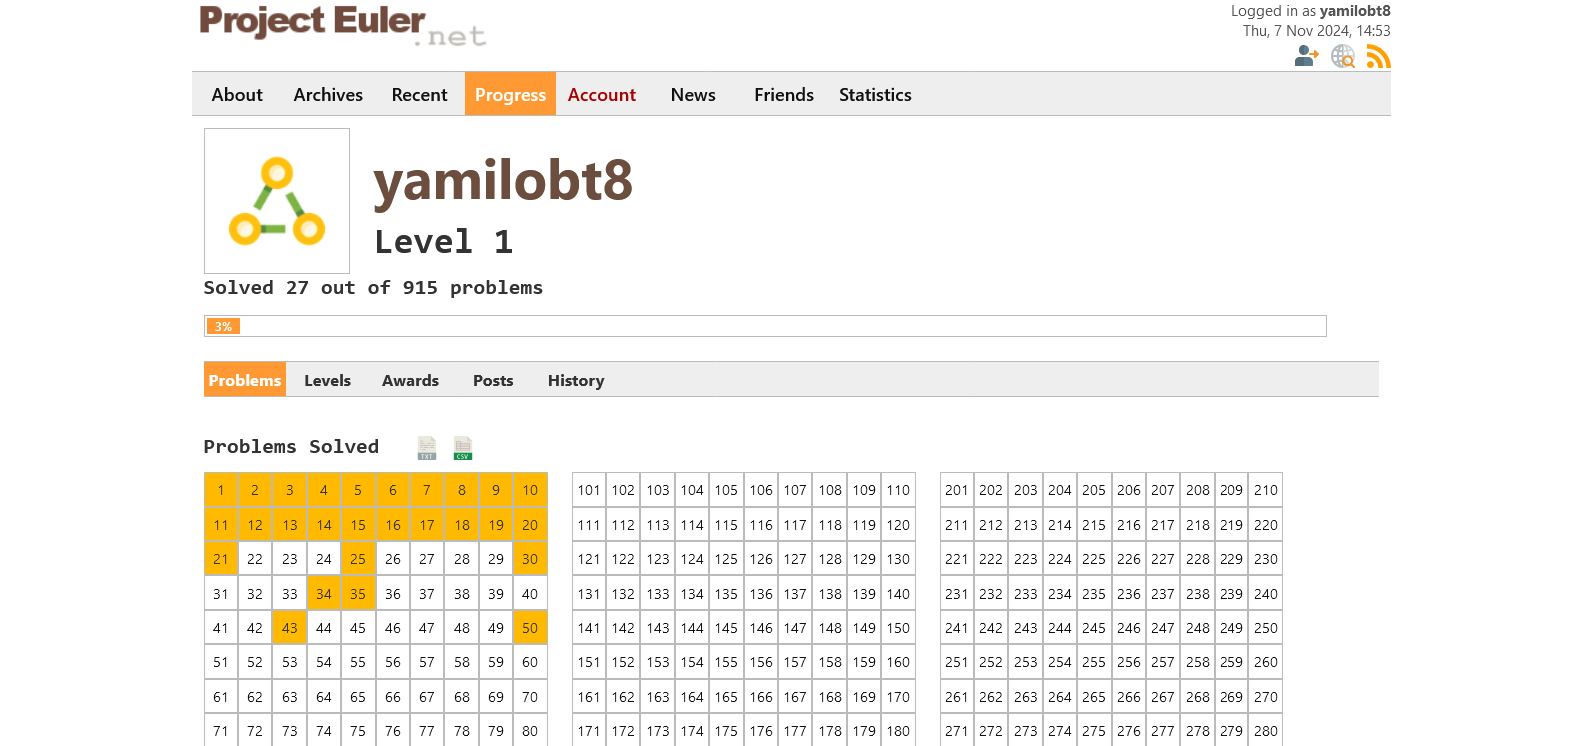 Project Euler.net
Logged in as yamilobt8
Thu, 7 Nov 2024, 14:53
About Archives Recent Progress Account News Friends Statistics
yamilobt8
Level 1
Solved 27 out of 915 problems
3%
Problems Levels Awards Posts History
Problems Solved TXT CSV
1 2 3 4 5 6 7 8 9 10 101 102 103 104 105 106 107 108 109 110 201 202 203 204 205 206 207 208 209 210
11 12 13 14 15 16 17 18 19 20 111 112 113 114 115 116 117 118 119 120 211 212 213 214 215 216 217 218 219 220
21 22 23 24 25 26 27 28 29 30 121 122 123 124 125 126 127 128 129 130 221 222 223 224 225 226 227 228 229 230
31 32 33 34 35 36 37 38 39 40 131 132 133 134 135 136 137 138 139 140 231 232 233 234 235 236 237 238 239 240
41 42 43 44 45 46 47 48 49 50 141 142 143 144 145 146 147 148 149 150 241 242 243 244 245 246 247 248 249 250
51 52 53 54 55 56 57 58 59 60 151 152 153 154 155 156 157 158 159 160 251 252 253 254 255 256 257 258 259 260
61 62 63 64 65 66 67 68 69 70 161 162 163 164 165 166 167 168 169 170 261 262 263 264 265 266 267 268 269 270
71 72 73 74 75 76 77 78 79 80 171 172 173 174 175 176 177 178 179 180 271 272 273 274 275 276 277 278 279 280